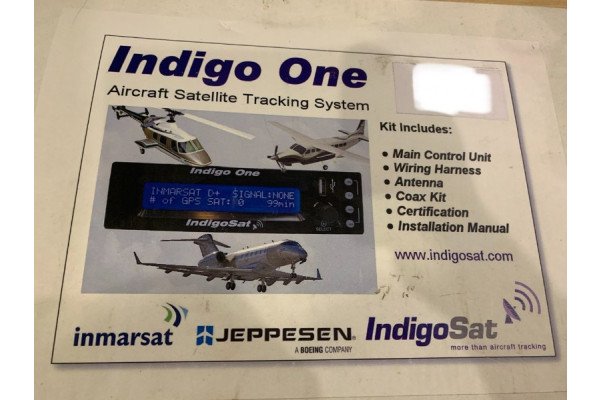 Indigo One
Aircraft Satellite Tracking System
Kit Includes:
• Main Control Unit
• Wiring Harness
• Antenna
• Coax Kit
• Certification
• Installation Manual
www.indigosat.com
Indigo One
INMARSAT D+ SIGNAL:NONE
# of GPS SAT: 0 99min
SELECT
IndigoSat
inmarsat
JEPPESEN
A BOEING COMPANY
IndigoSat
more than aircraft tracking